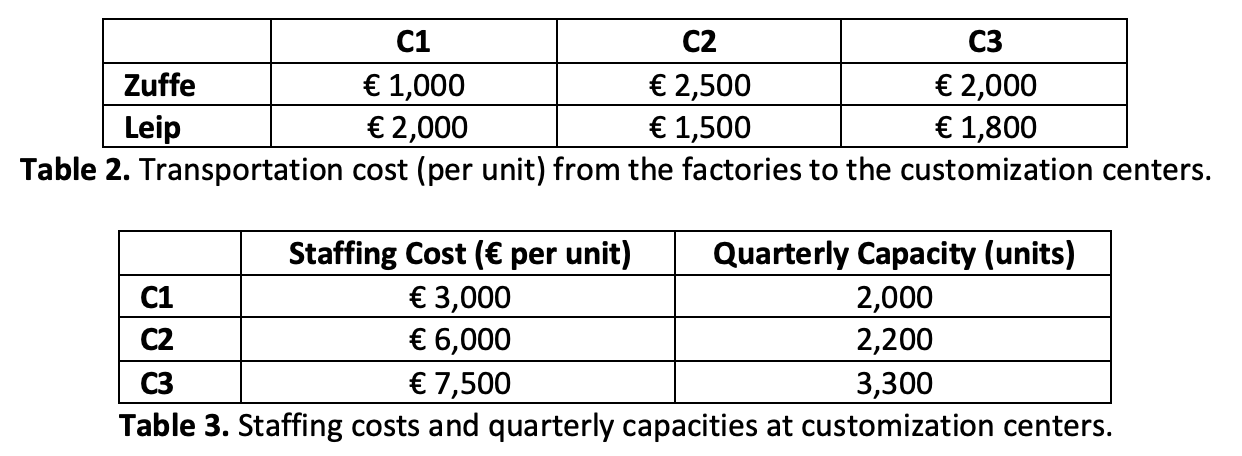 C1 C2 C3
Zuffe € 1,000 € 2,500 € 2,000
Leip € 2,000 € 1,500 € 1,800
Table 2. Transportation cost (per unit) from the factories to the customization centers.
Staffing Cost (€ per unit) Quarterly Capacity (units)
C1 € 3,000 2,000
C2 € 6,000 2,200
C3 € 7,500 3,300
Table 3. Staffing costs and quarterly capacities at customization centers.